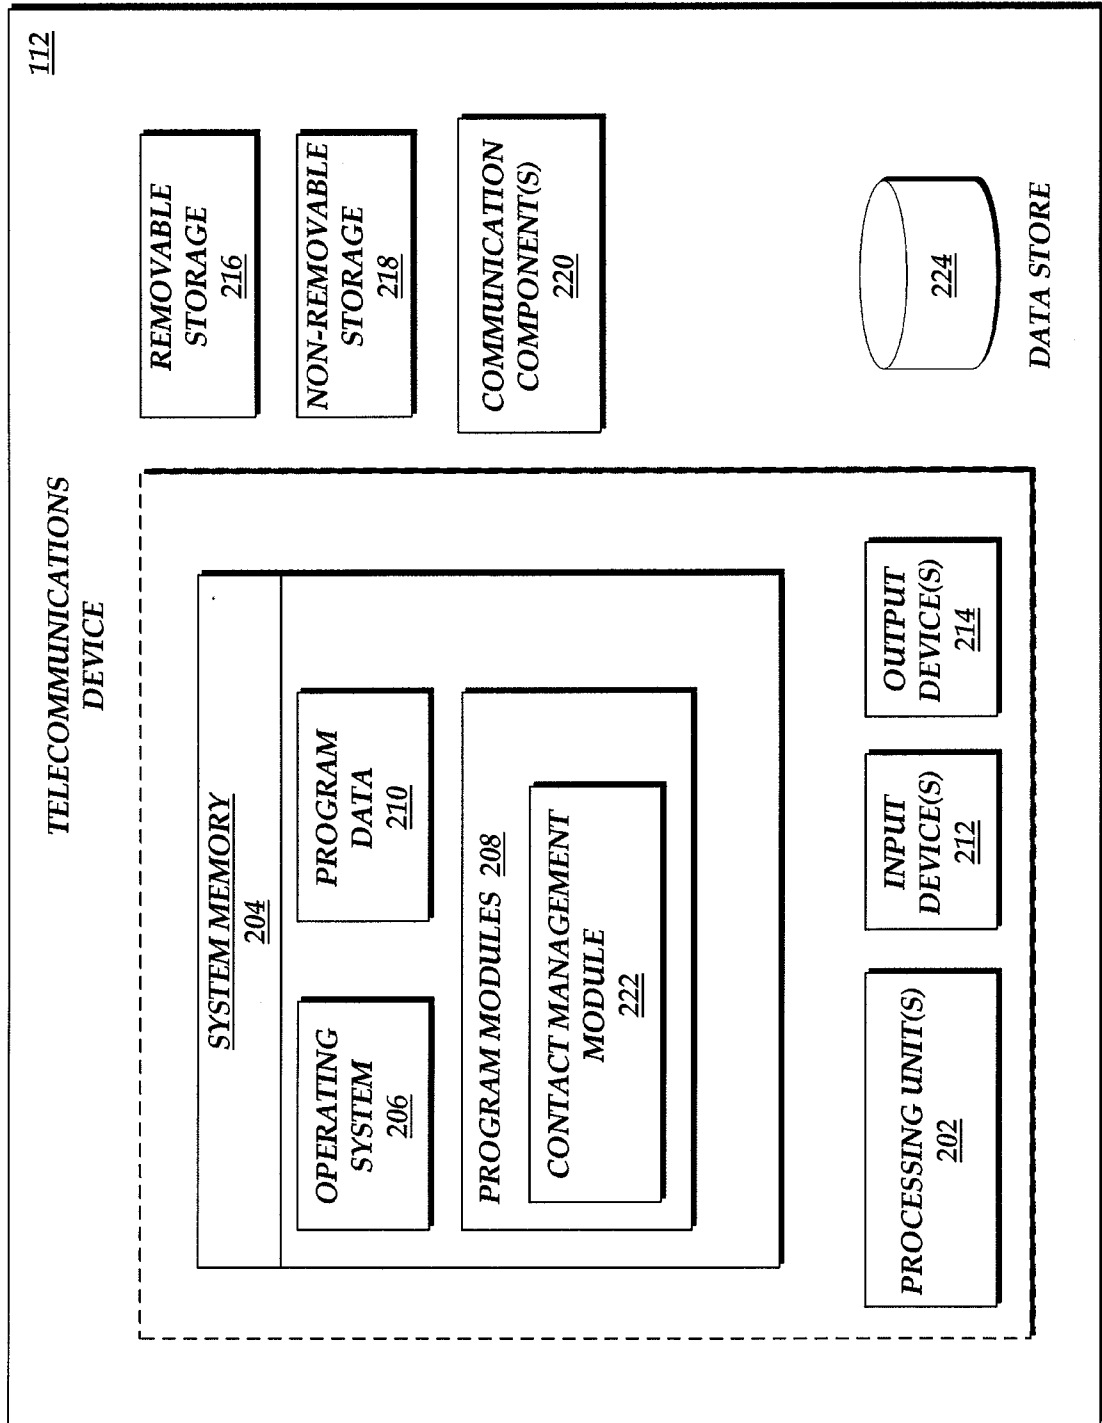 112
TELECOMMUNICATIONS
DEVICE
SYSTEM MEMORY
204
OPERATING
SYSTEM
206
PROGRAM
DATA
210
PROGRAM MODULES 208
CONTACT MANAGEMENT
MODULE
222
PROCESSING UNIT(S)
202
INPUT
DEVICE(S)
212
OUTPUT
DEVICE(S)
214
REMOVABLE
STORAGE
216
NON-REMOVABLE
STORAGE
218
COMMUNICATION
COMPONENT(S)
220
224
DATA STORE